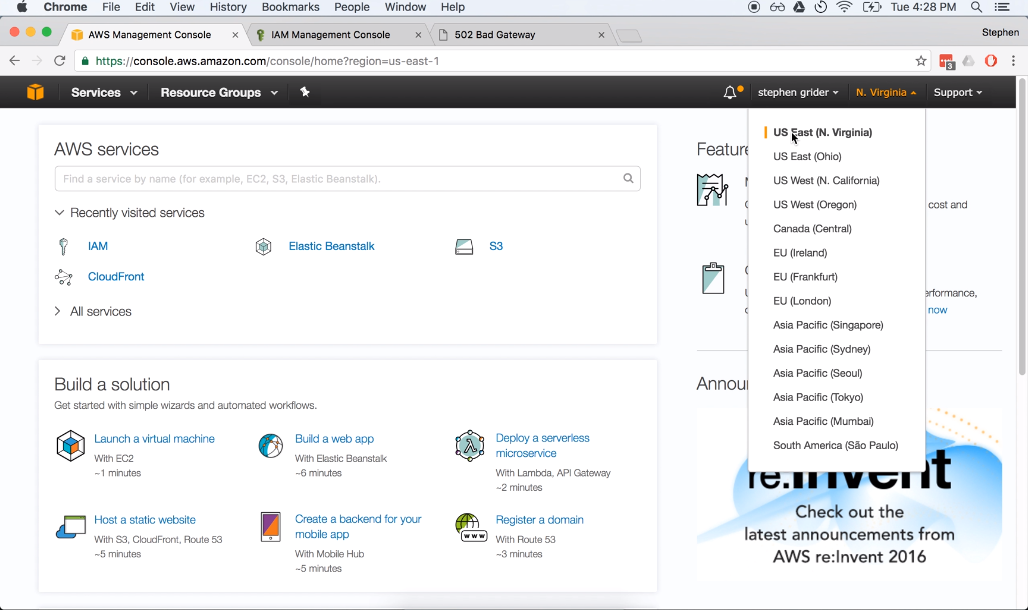 Chrome File Edit View History Bookmarks People Window Help Tue 4:28 PM
AWS Management Console IAM Management Console 502 Bad Gateway Stephen
https://console.aws.amazon.com/console/home?region=us-east-1 3
Services Resource Groups stephen grider N. Virginia Support
AWS services
Find a service by name (for example, EC2, S3, Elastic Beanstalk).
Recently visited services
IAM Elastic Beanstalk S3
CloudFront
All services
Build a solution
Get started with simple wizards and automated workflows.
Launch a virtual machine
With EC2
~1 minutes
Build a web app
With Elastic Beanstalk
~6 minutes
Deploy a serverless
microservice
With Lambda, API Gateway
~2 minutes
Host a static website
With S3, CloudFront, Route 53
~5 minutes
Create a backend for your
mobile app
With Mobile Hub
~5 minutes
Register a domain
With Route 53
~3 minutes
US East (N. Virginia)
US East (Ohio)
US West (N. California)
US West (Oregon)
Canada (Central)
EU (Ireland)
EU (Frankfurt)
EU (London)
Asia Pacific (Singapore)
Asia Pacific (Sydney)
Asia Pacific (Seoul)
Asia Pacific (Tokyo)
Asia Pacific (Mumbai)
South America (São Paulo)
cost and
now
re:Invent
Check out the
latest announcements from
AWS re:Invent 2016
www